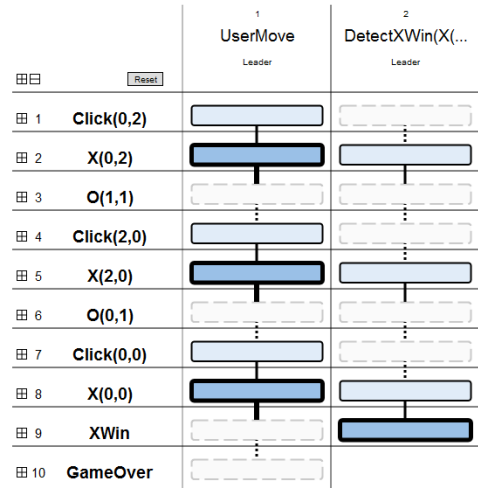 1 2
UserMove DetectXWin(X(...
Leader Leader
Reset
1 Click(0,2)
2 X(0,2)
3 O(1,1)
4 Click(2,0)
5 X(2,0)
6 O(0,1)
7 Click(0,0)
8 X(0,0)
9 XWin
10 GameOver